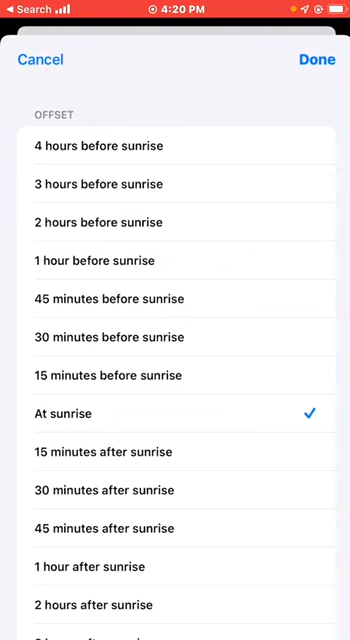 Search 4:20 PM
Cancel Done
OFFSET
4 hours before sunrise
3 hours before sunrise
2 hours before sunrise
1 hour before sunrise
45 minutes before sunrise
30 minutes before sunrise
15 minutes before sunrise
At sunrise
15 minutes after sunrise
30 minutes after sunrise
45 minutes after sunrise
1 hour after sunrise
2 hours after sunrise